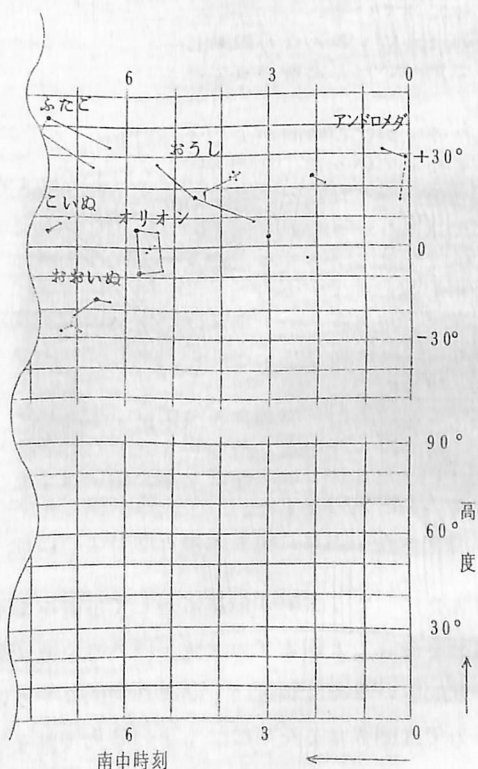 6 3 0
ふたご
アンドロメダ
おうし
+30°
こいぬ
オリオン
0
おおいぬ
-30°
90°
高度
60°
30°
6 3 0
南中時刻